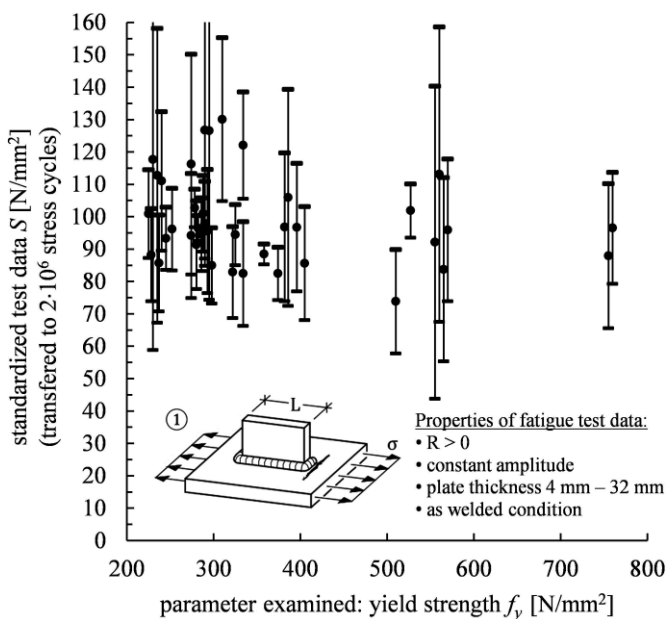 standardized test data S [N/mm²]
(transfered to 2·10⁶ stress cycles)
160
150
140
130
120
110
100
90
80
70
60
50
40
30
20
10
0
1
L
σ
Properties of fatigue test data:
• R > 0
• constant amplitude
• plate thickness 4 mm – 32 mm
• as welded condition
200 300 400 500 600 700 800
parameter examined: yield strength fy [N/mm²]